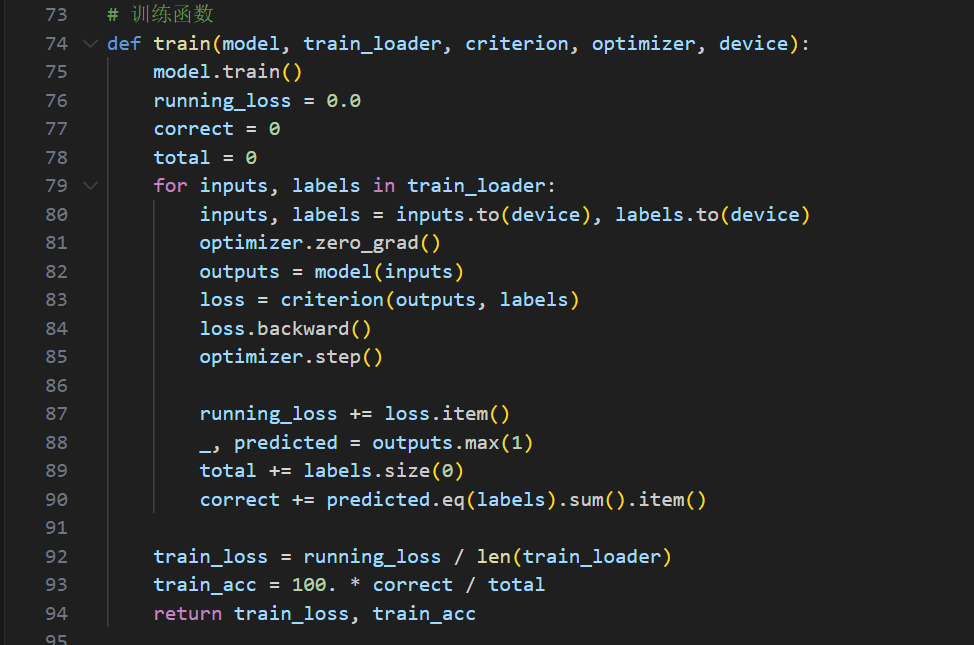 73 # 训练函数
74 def train(model, train_loader, criterion, optimizer, device):
75     model.train()
76     running_loss = 0.0
77     correct = 0
78     total = 0
79     for inputs, labels in train_loader:
80         inputs, labels = inputs.to(device), labels.to(device)
81         optimizer.zero_grad()
82         outputs = model(inputs)
83         loss = criterion(outputs, labels)
84         loss.backward()
85         optimizer.step()
86
87         running_loss += loss.item()
88         _, predicted = outputs.max(1)
89         total += labels.size(0)
90         correct += predicted.eq(labels).sum().item()
91
92     train_loss = running_loss / len(train_loader)
93     train_acc = 100. * correct / total
94     return train_loss, train_acc
95